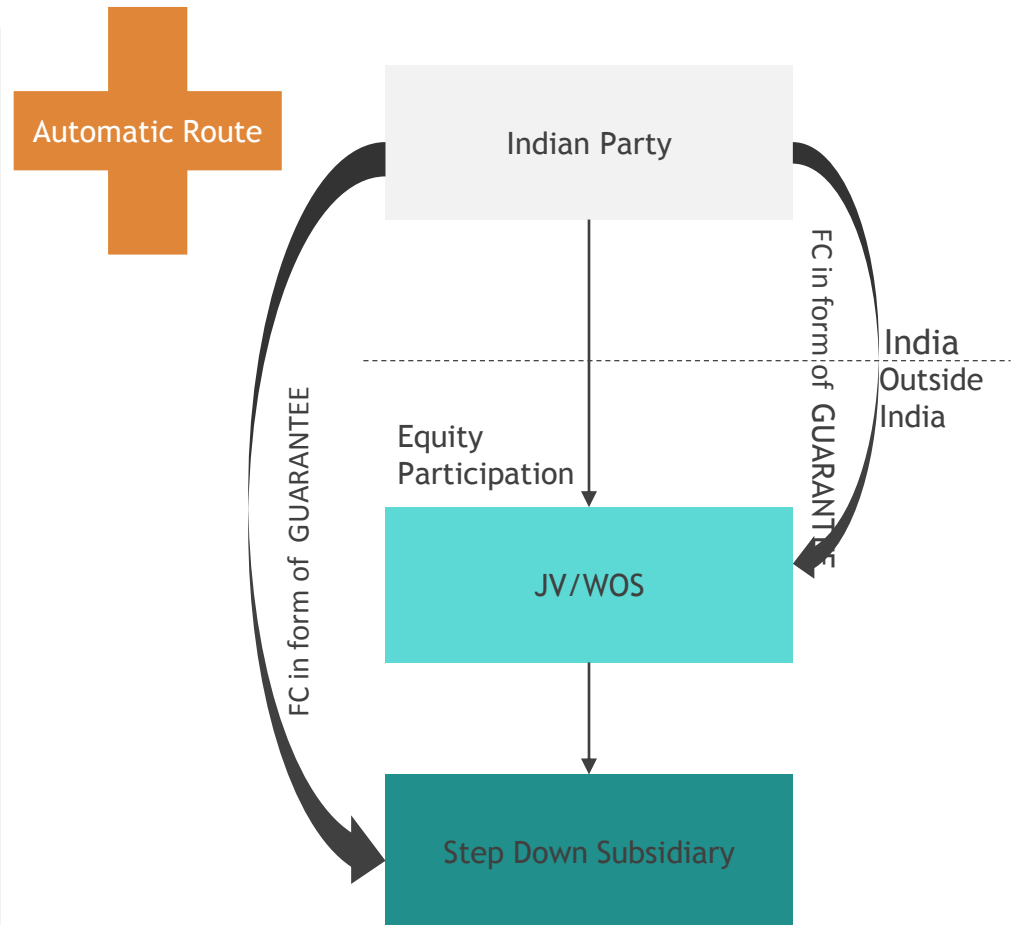 Automatic Route
Indian Party
FC in form of GUARANTEE
India
Outside
India
Equity
Participation
FC in form of GUARANTEE
JV/WOS
Step Down Subsidiary